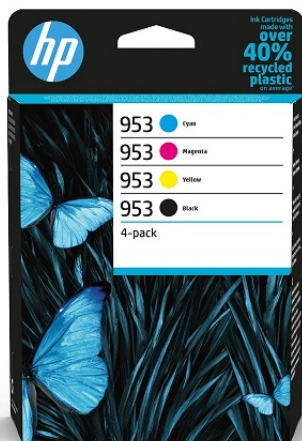 hp
Ink Cartridges
made with
over
40%
recycled
plastic
on average*
953 Cyan
953 Magenta
953 Yellow
953 Black
4-pack